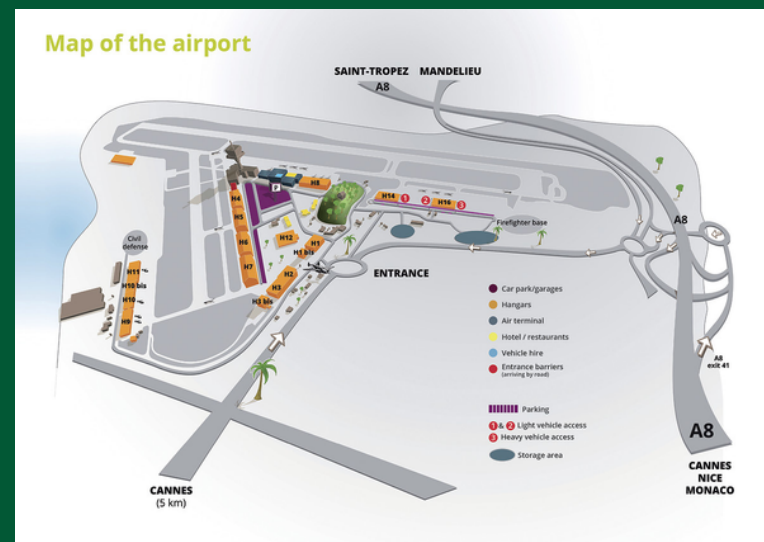 Map of the airport
SAINT-TROPEZ MANDELIEU
A8
H8
P
H4
H14
1
2
H16
3
H5
Firefighter base
A8
Civil
defense
H6
H12
H1
H1 bis
H11
H7
H2
ENTRANCE
H10 bis
H3
H10
H3 bis
H9
Car park/garages
Hangars
Air terminal
Hotel / restaurants
Vehicle hire
Entrance barriers
(arriving by road)
A8
exit 41
Parking
1 & 2 Light vehicle access
3 Heavy vehicle access
Storage area
A8
CANNES
NICE
MONACO
CANNES
(5 km)